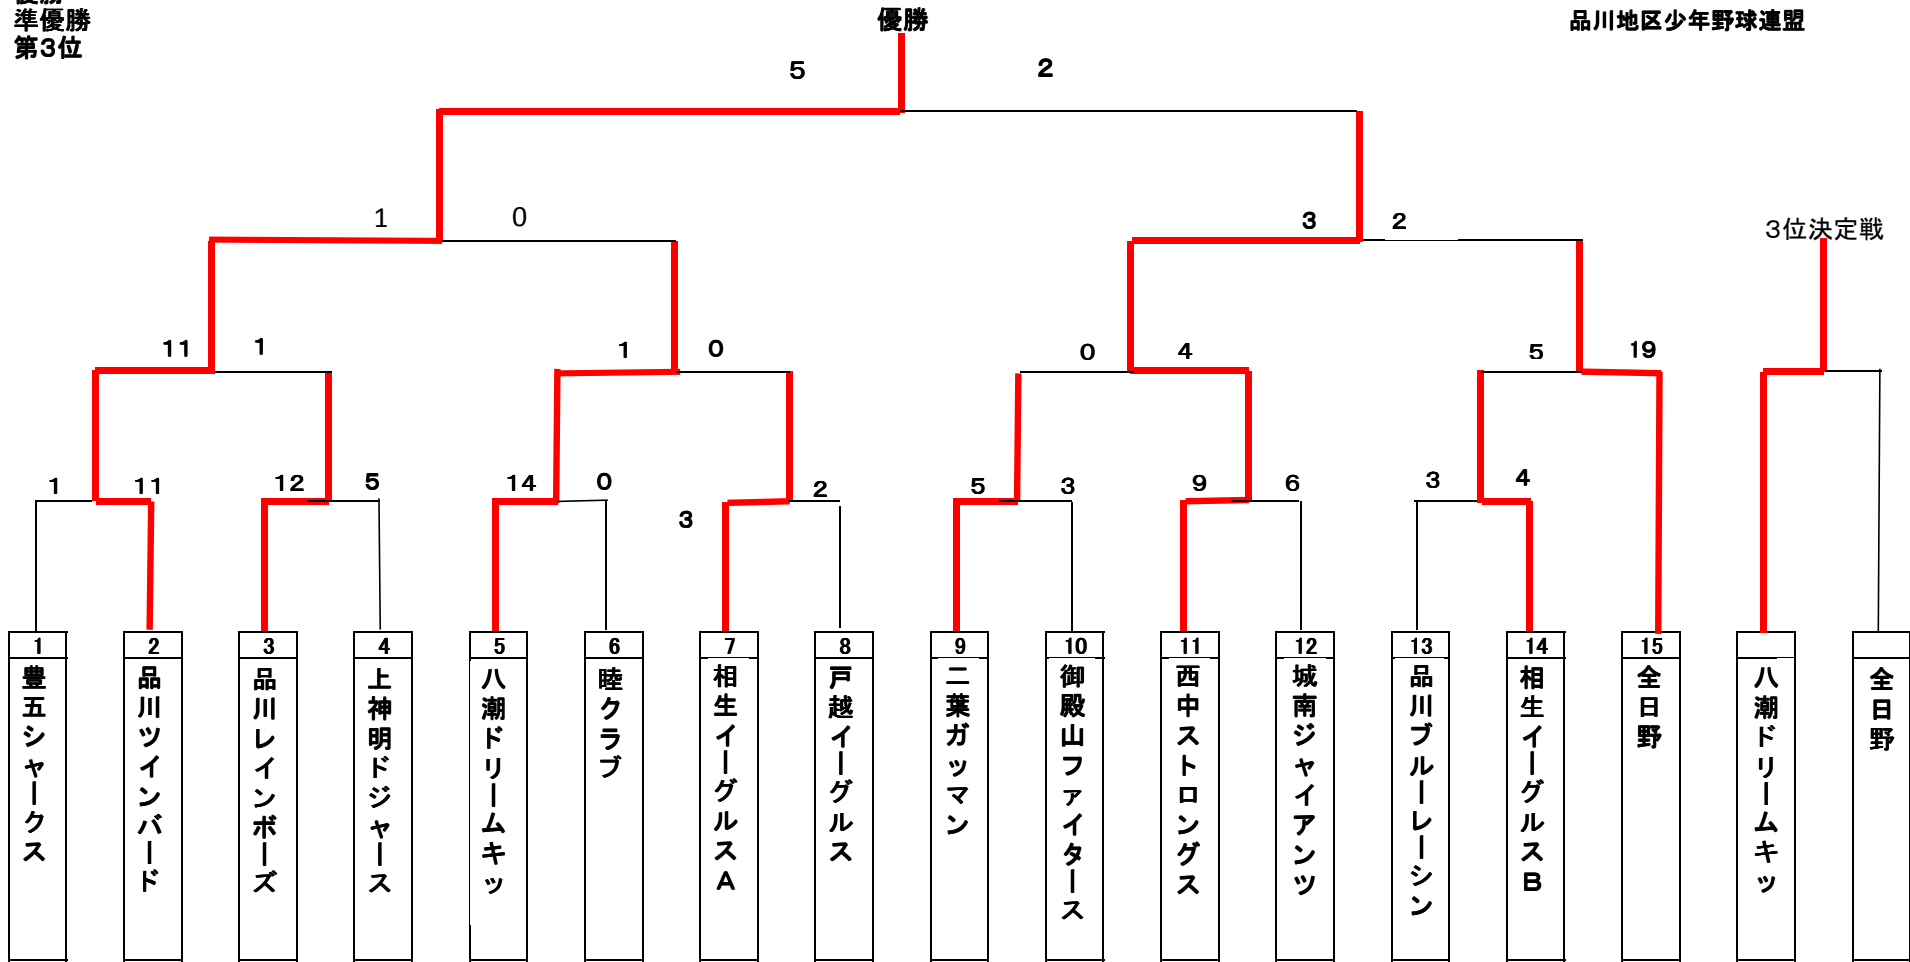 優勝
準優勝
第3位
優勝
品川地区少年野球連盟
5
2
1
0
3
2
3位決定戦
11
1
1
0
0
4
5
19
1
11
12
5
14
0
3
2
5
3
9
6
3
4
1
豊五シャークス
2
品川ツインバード
3
品川レインボーズ
4
上神明ドジャース
5
八潮ドリームキッ
6
睦クラブ
7
相生イーグルスA
8
戸越イーグルス
9
二葉ガッマン
10
御殿山ファイタース
11
西中ストロングス
12
城南ジャイアンツ
13
品川ブルーレーシン
14
相生イーグルスB
15
全日野
八潮ドリームキッ
全日野